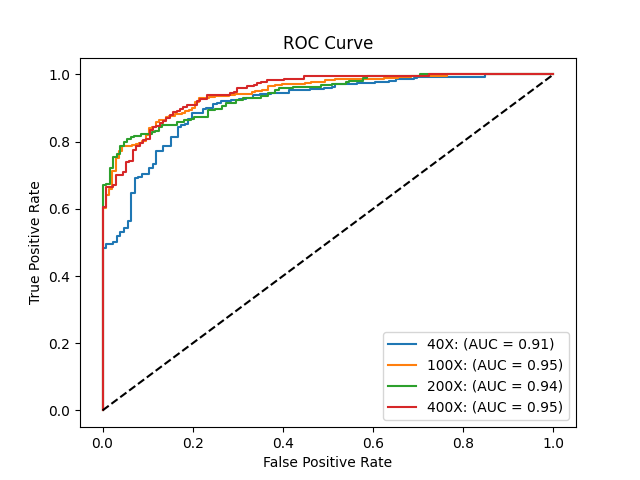 ROC Curve
1.0
0.8
0.6
0.4
0.2
0.0
True Positive Rate
0.0 0.2 0.4 0.6 0.8 1.0
False Positive Rate
40X: (AUC = 0.91)
100X: (AUC = 0.95)
200X: (AUC = 0.94)
400X: (AUC = 0.95)